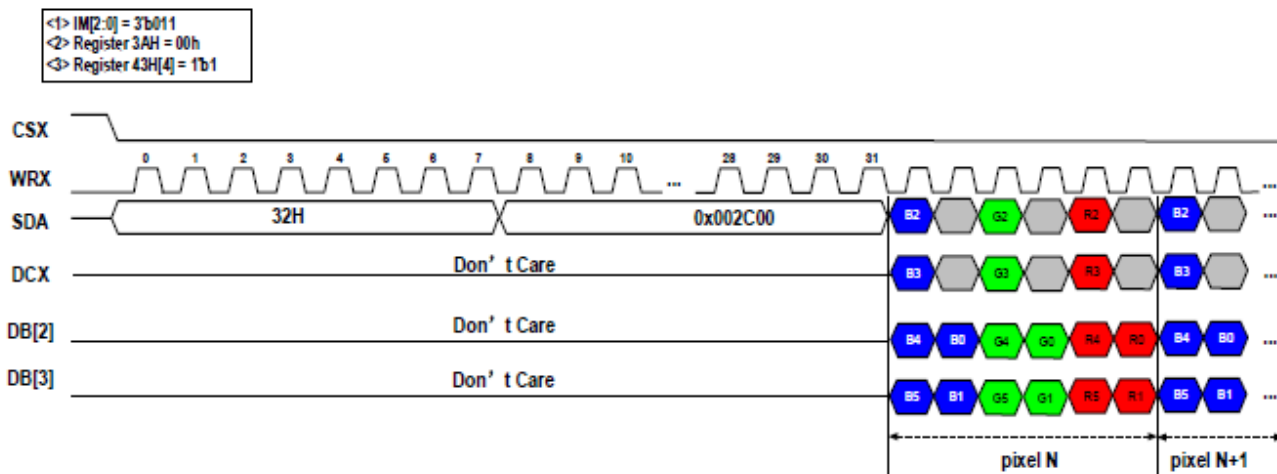 <1> IM[2:0] = 3'b011
<2> Register 3AH = 00h
<3> Register 43H[4] = 1'b1
CSX
0 1 2 3 4 5 6 7 8 9 10 28 29 30 31
WRX ... ...
SDA 32H 0x002C00 B2 G2 R2 B2 ...
DCX Don't Care B3 G3 R3 B3 ...
DB[2] Don't Care B4 B0 G4 G0 R4 R0 B4 B0 ...
DB[3] Don't Care B5 B1 G5 G1 R5 R1 B5 B1 ...
pixel N pixel N+1